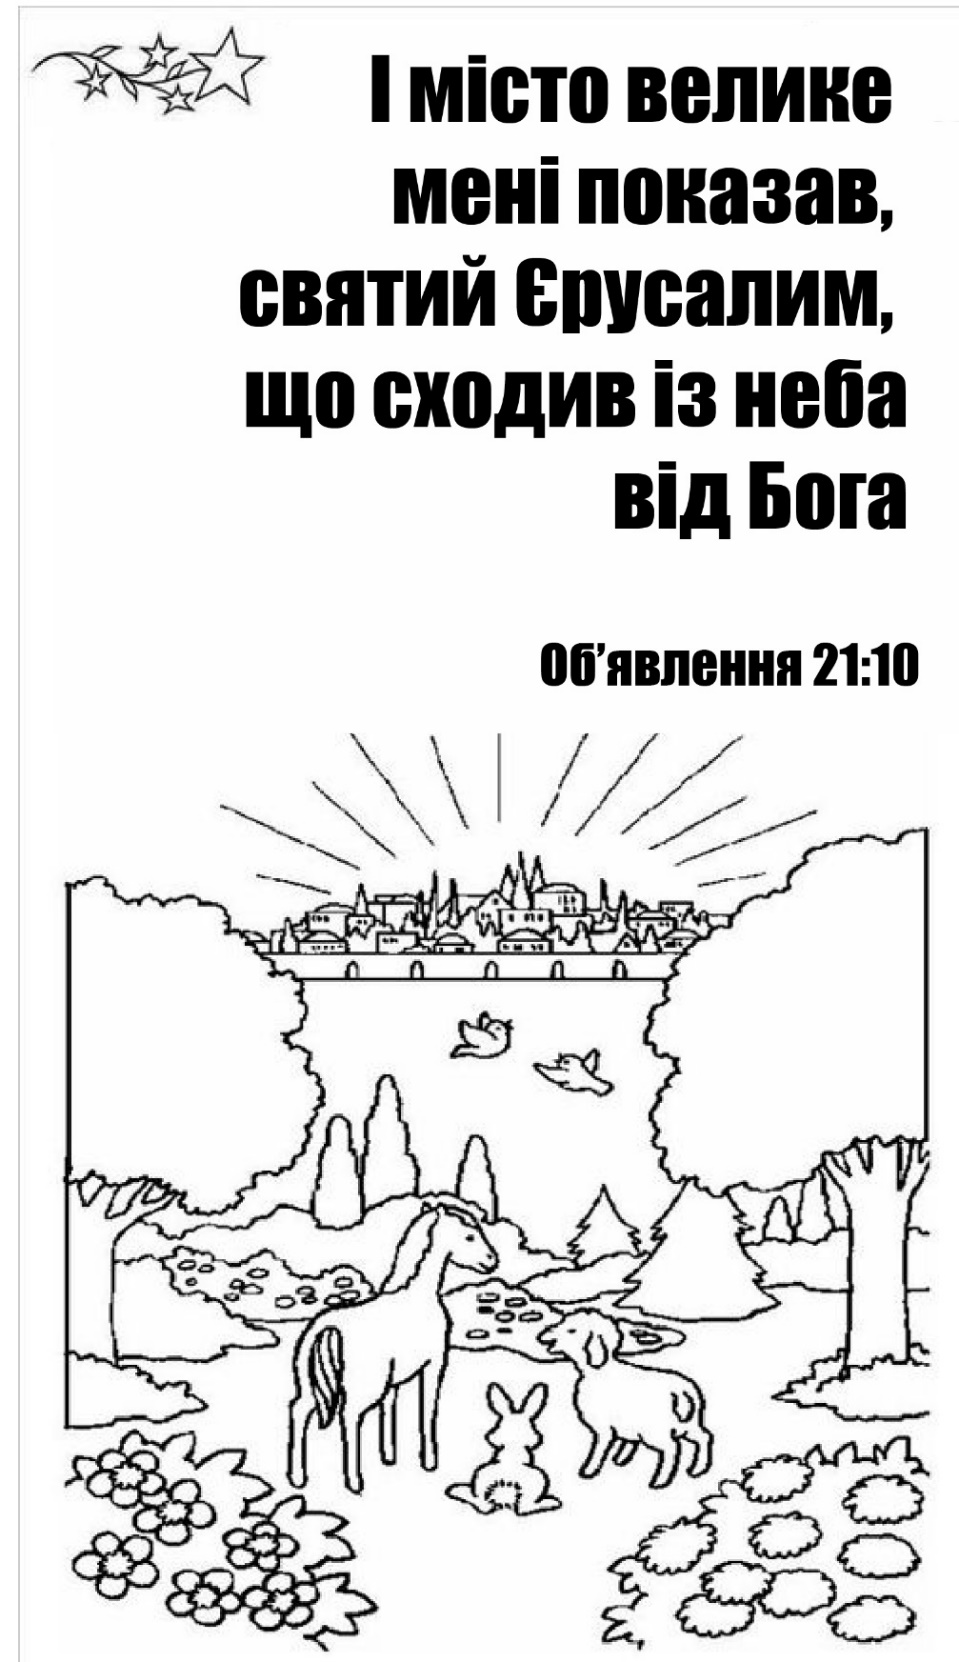 І місто велике
мені показав,
святий Єрусалим,
що сходив із неба
від Бога
Об’явлення 21:10